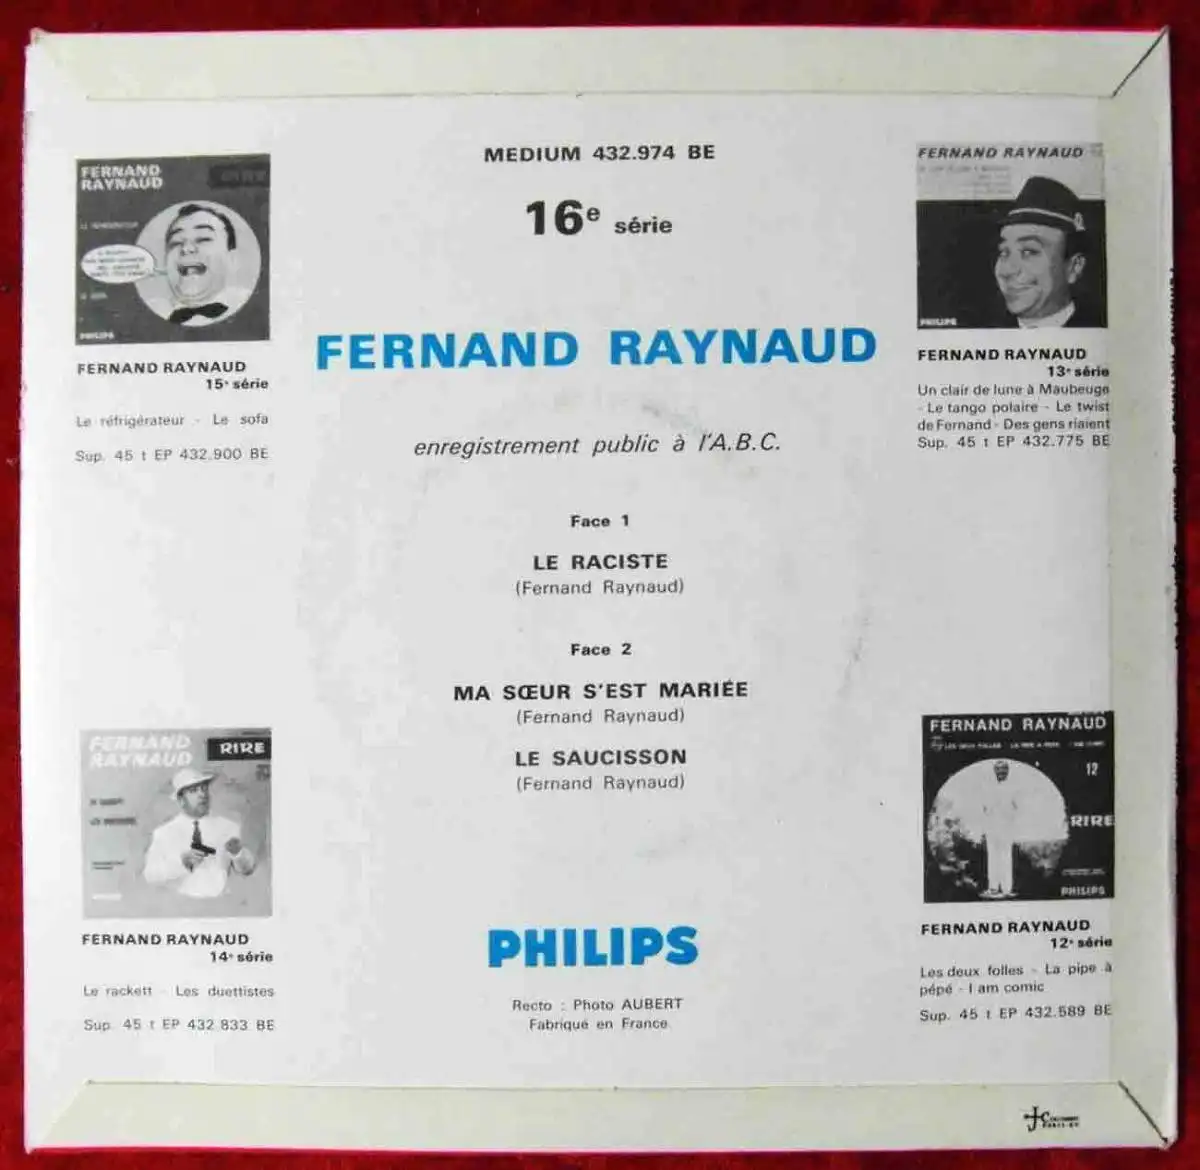 MEDIUM 432.974 BE
16e série
FERNAND RAYNAUD
enregistrement public à l'A.B.C.
Face 1
LE RACISTE
(Fernand Raynaud)
Face 2
MA SŒUR S'EST MARIÉE
(Fernand Raynaud)
LE SAUCISSON
(Fernand Raynaud)
PHILIPS
Recto : Photo AUBERT
Fabriqué en France
FERNAND
RAYNAUD
PHILIPS
FERNAND RAYNAUD
15e série
Le réfrigérateur - Le sofa
Sup. 45 t EP 432.900 BE
FERNAND RAYNAUD
PHILIPS
FERNAND RAYNAUD
13e série
Un clair de lune à Maubeuge
- Le tango polaire - Le twist
de Fernand - Des gens riaient
Sup. 45 t EP 432.775 BE
FERNAND
RAYNAUD
RIRE
FERNAND RAYNAUD
14e série
Le rackett - Les duettistes
Sup. 45 t EP 432 833 BE
FERNAND RAYNAUD
LES DEUX FOLLES LA PIPE A PEPE
12
RIRE
PHILIPS
FERNAND RAYNAUD
12e série
Les deux folles - La pipe à
pépé - I am comic
Sup. 45 t EP 432.589 BE